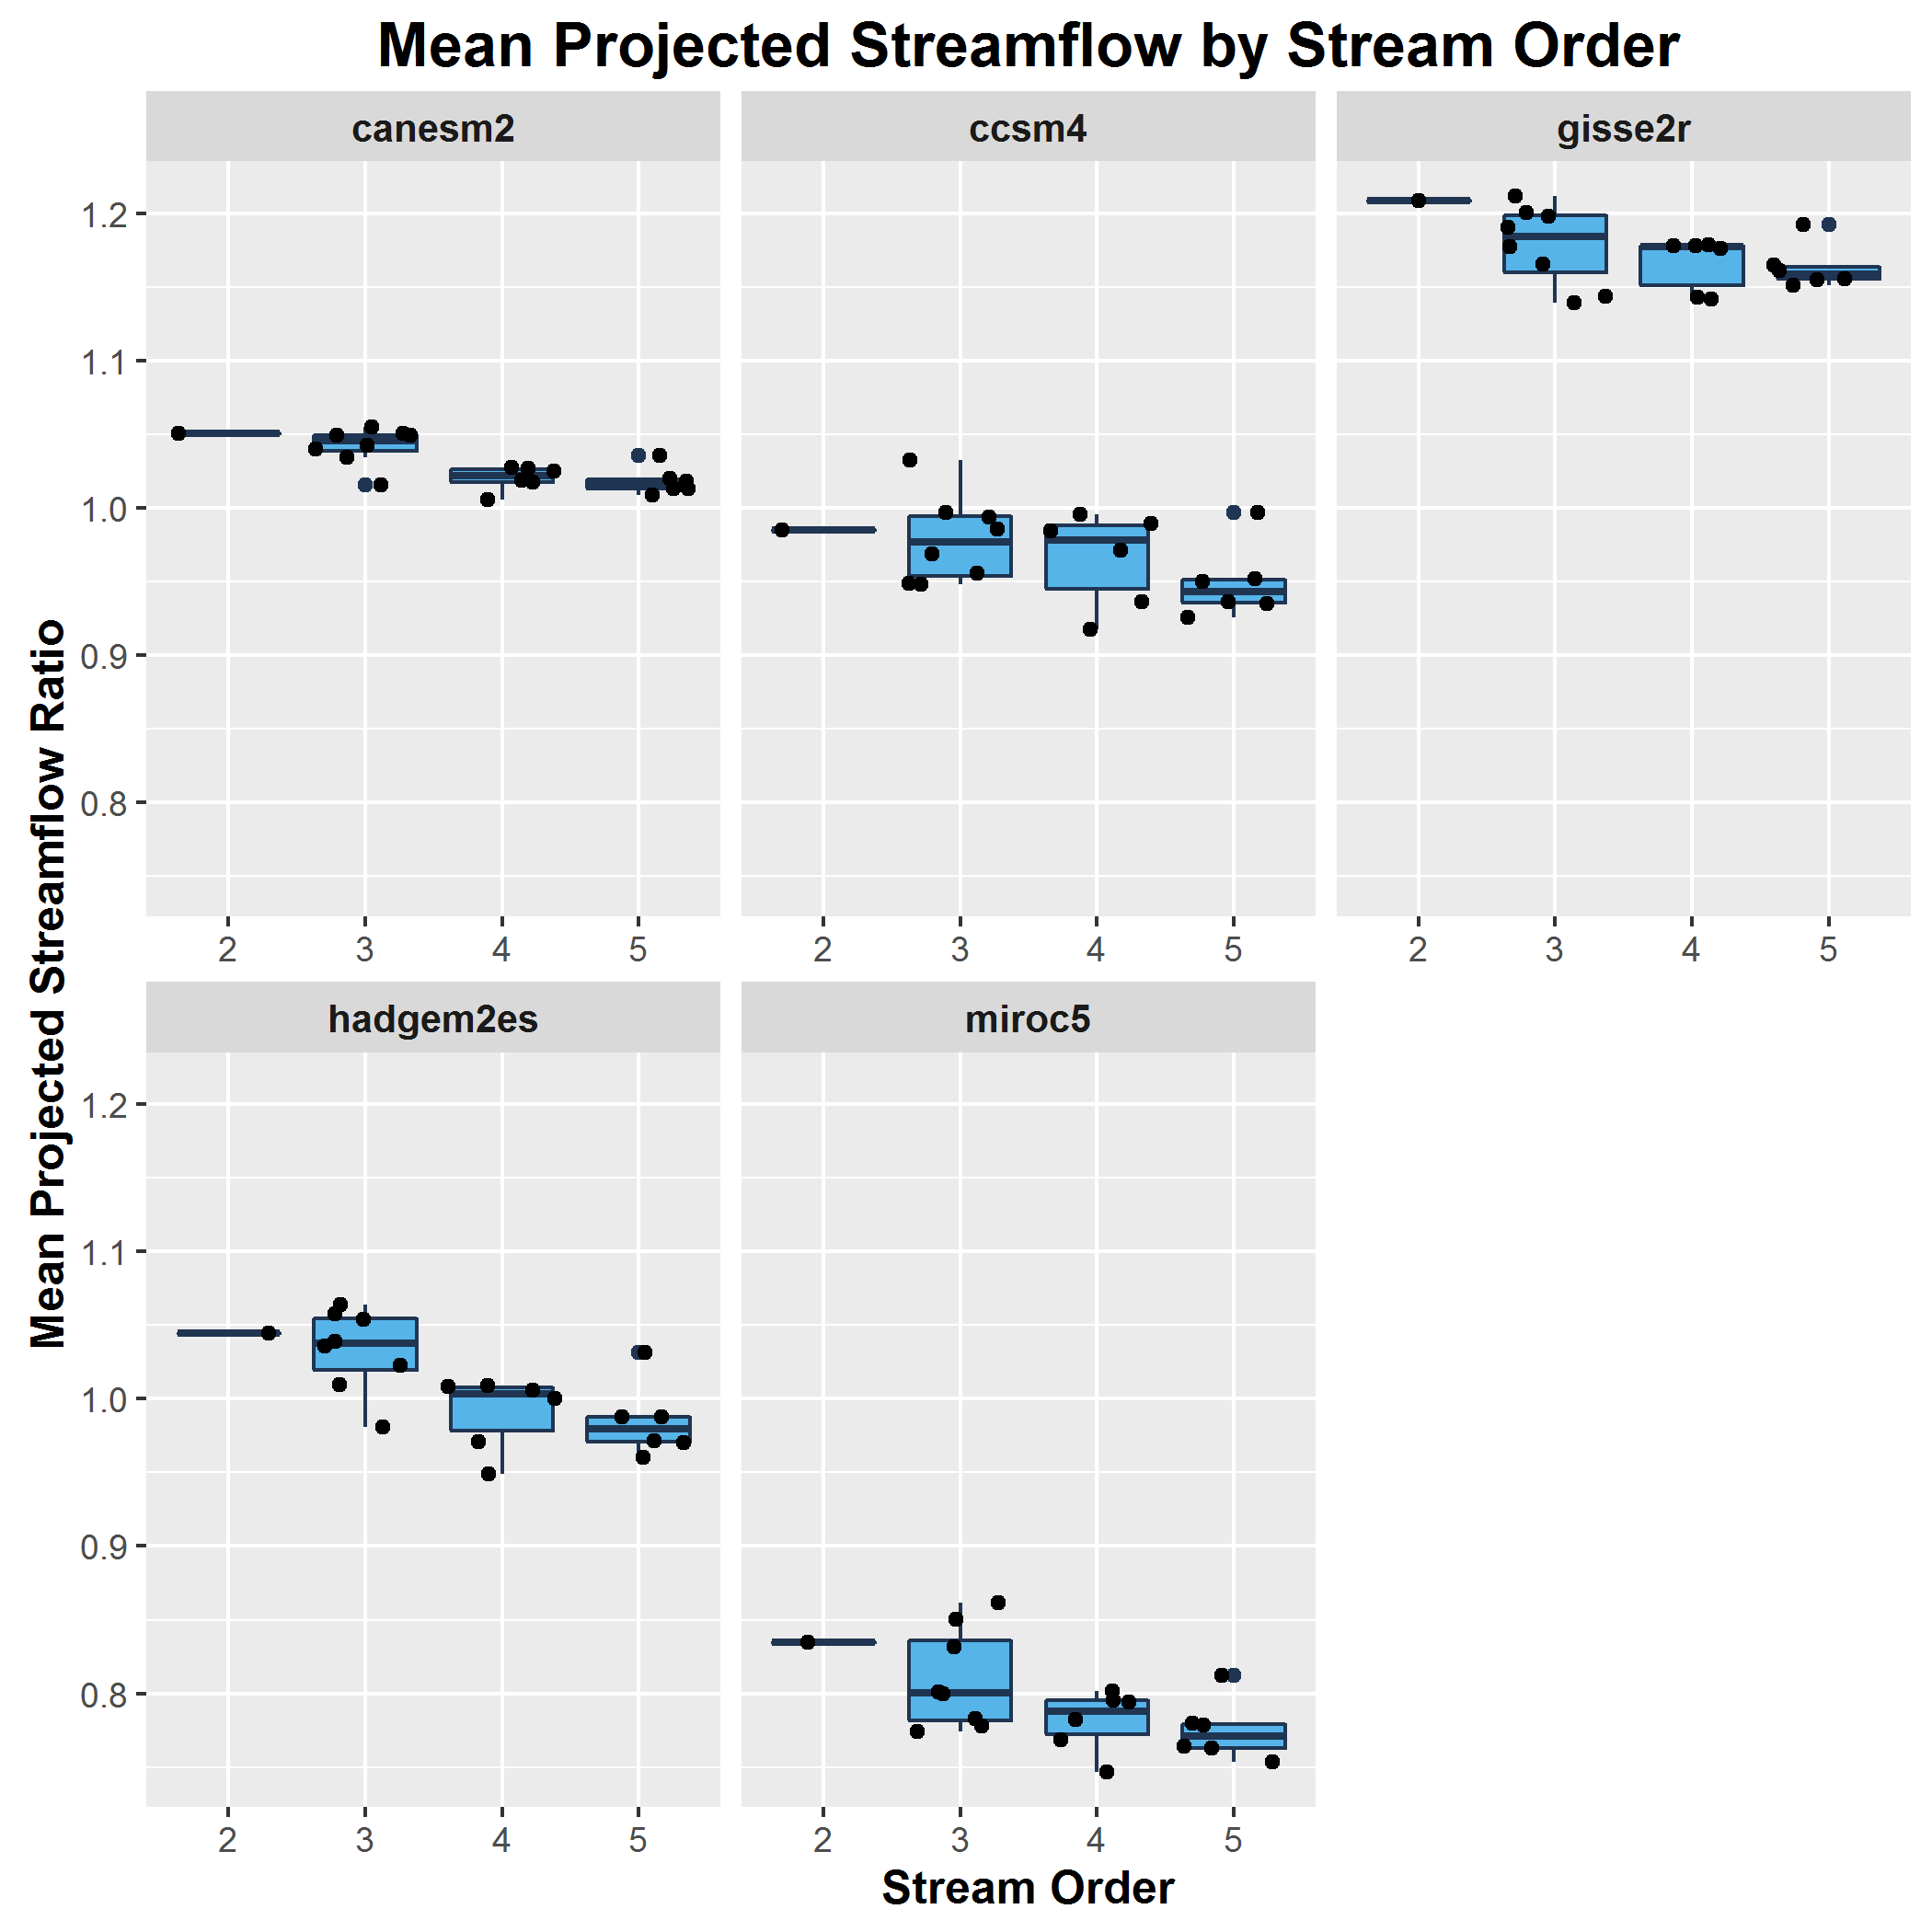 Mean Projected Streamflow by Stream Order
canesm2
ccsm4
gisse2r
1.2
1.1
1.0
0.9
0.8
2 3 4 5
2 3 4 5
2 3 4 5
Mean Projected Streamflow Ratio
hadgem2es
miroc5
1.2
1.1
1.0
0.9
0.8
2 3 4 5
2 3 4 5
Stream Order